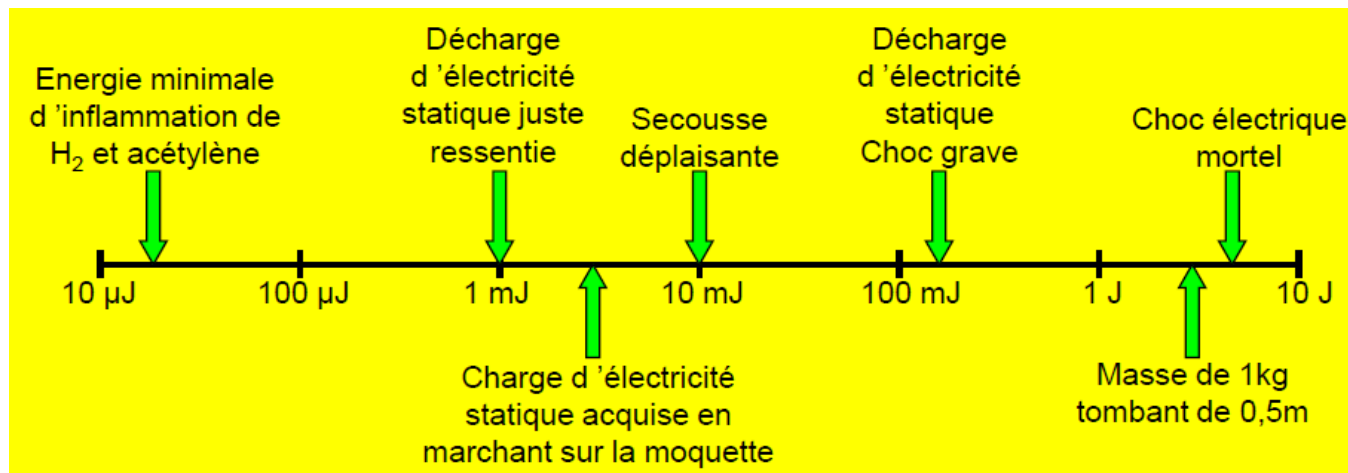 Energie minimale
d ’inflammation de
H₂ et acétylène
Décharge
d ’électricité
statique juste
ressentie
Secousse
déplaisante
Décharge
d ’électricité
statique
Choc grave
Choc électrique
mortel
10 µJ
100 µJ
1 mJ
10 mJ
100 mJ
1 J
10 J
Charge d ’électricité
statique acquise en
marchant sur la moquette
Masse de 1kg
tombant de 0,5m